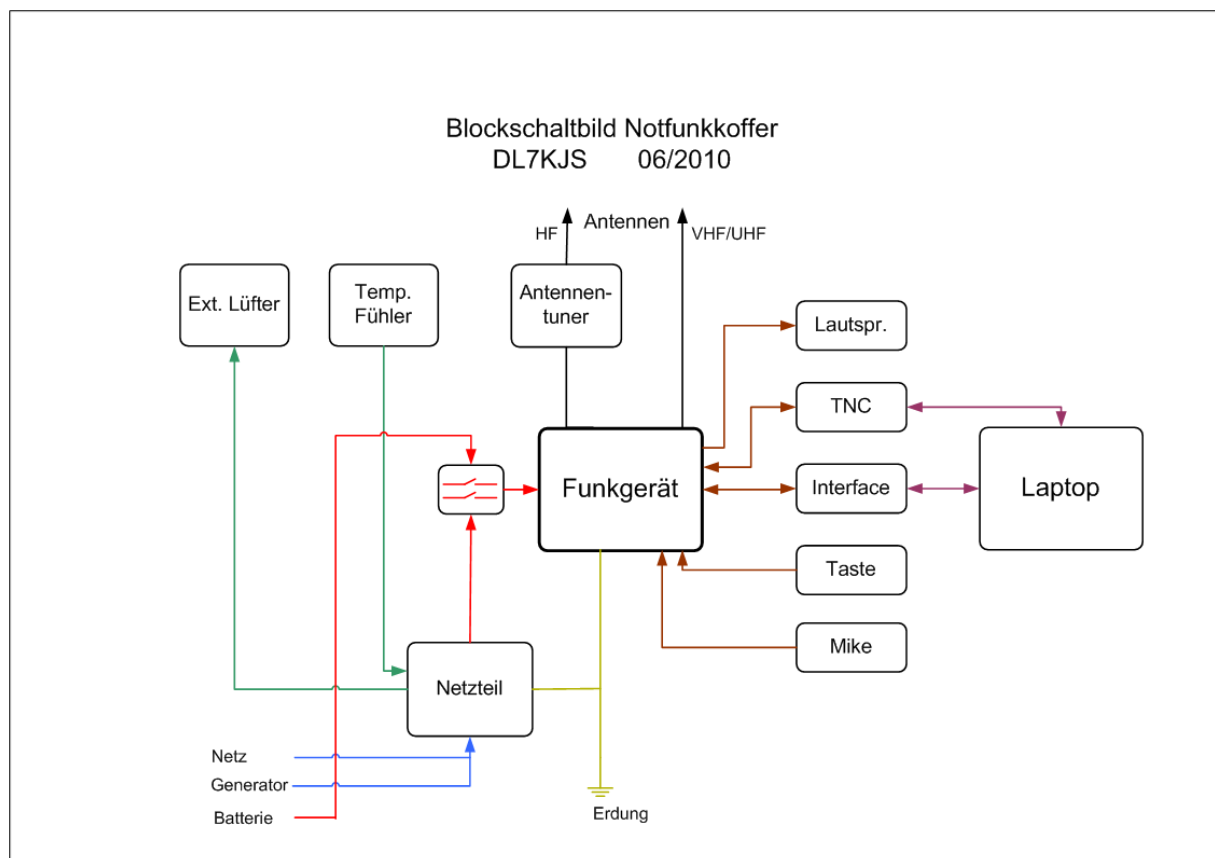 Blockschaltbild Notfunkkoffer
DL7KJS 06/2010
Antennen
HF
VHF/UHF
Ext. Lüfter
Temp.
Fühler
Antennen-
tuner
Lautspr.
TNC
Funkgerät
Interface
Laptop
Taste
Mike
Netzteil
Netz
Generator
Batterie
Erdung